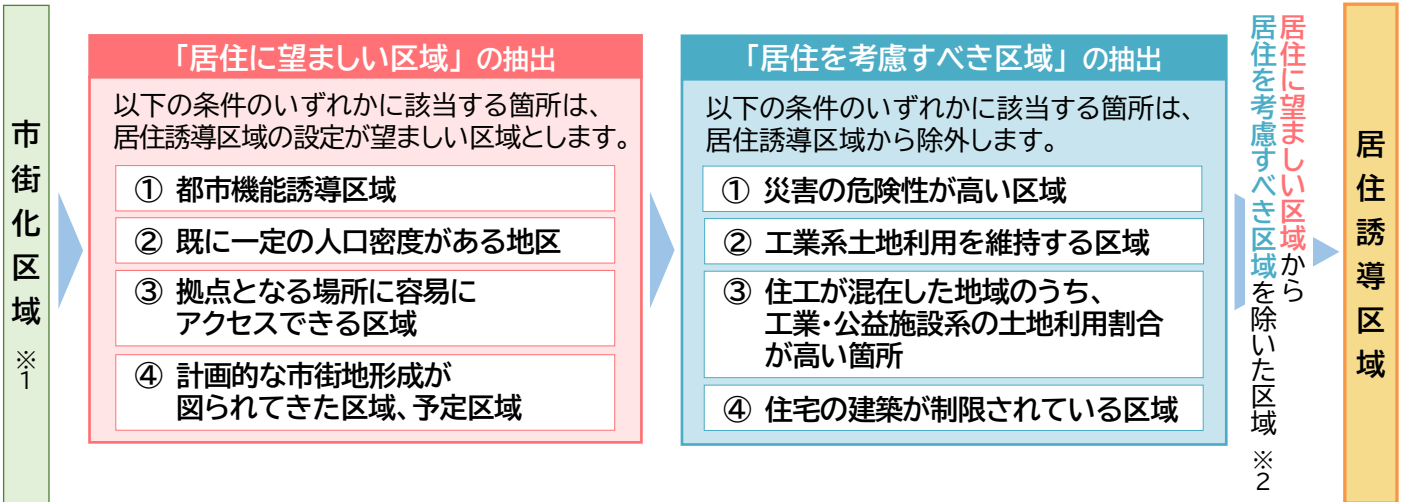 市街化区域 ※1
「居住に望ましい区域」の抽出
以下の条件のいずれかに該当する箇所は、
居住誘導区域の設定が望ましい区域とします。
① 都市機能誘導区域
② 既に一定の人口密度がある地区
③ 拠点となる場所に容易に
アクセスできる区域
④ 計画的な市街地形成が
図られてきた区域、予定区域
「居住を考慮すべき区域」の抽出
以下の条件のいずれかに該当する箇所は、
居住誘導区域から除外します。
① 災害の危険性が高い区域
② 工業系土地利用を維持する区域
③ 住工が混在した地域のうち、
工業・公益施設系の土地利用割合
が高い箇所
④ 住宅の建築が制限されている区域
居住に望ましい区域から
居住を考慮すべき区域を除いた区域 ※2
居住誘導区域